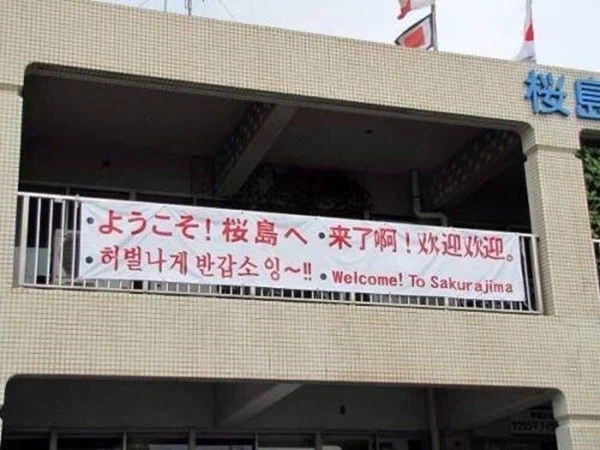 桜島
・ようこそ！桜島へ ・来了啊！欢迎欢迎。
・허벌나게 반갑소 잉~!! ・Welcome! To Sakurajima